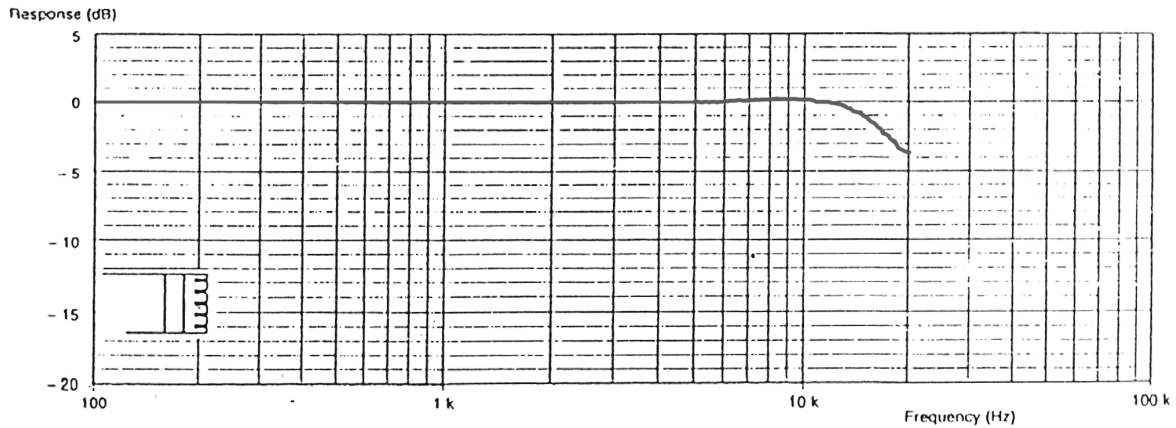 Response (dB)
5
0
- 5
- 10
- 15
- 20
100
1 k
10 k
100 k
Frequency (Hz)